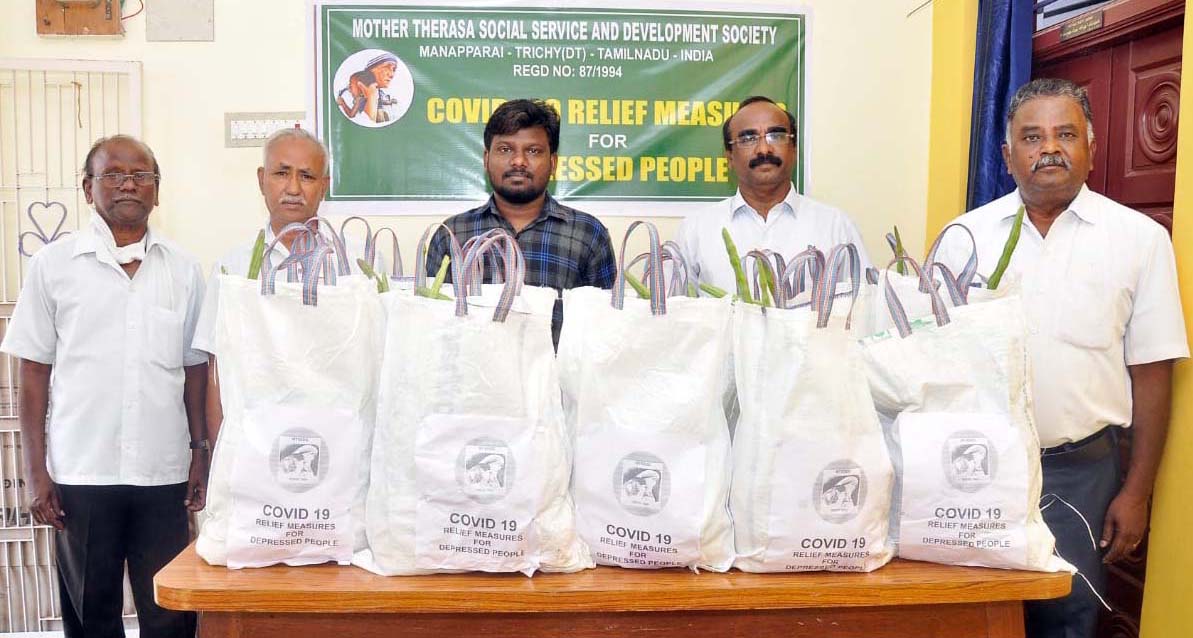 MOTHER THERASA SOCIAL SERVICE AND DEVELOPMENT SOCIETY
MANAPPARAI - TRICHY(DT) - TAMILNADU - INDIA
REGD NO: 87/1994
COVID RELIEF MEASURES
FOR
PRESSED PEOPLE
COVID 19
RELIEF MEASURES
FOR
DEPRESSED PEOPLE
COVID 19
RELIEF MEASURES
FOR
DEPRESSED PEOPLE
COVID 19
RELIEF MEASURES
FOR
DEPRESSED PEOPLE
COVID 19
RELIEF MEASURES
FOR
DEPRESSED PEOPLE
COVID 19
RELIEF MEASURES
FOR
DEPRESSED PEOPLE